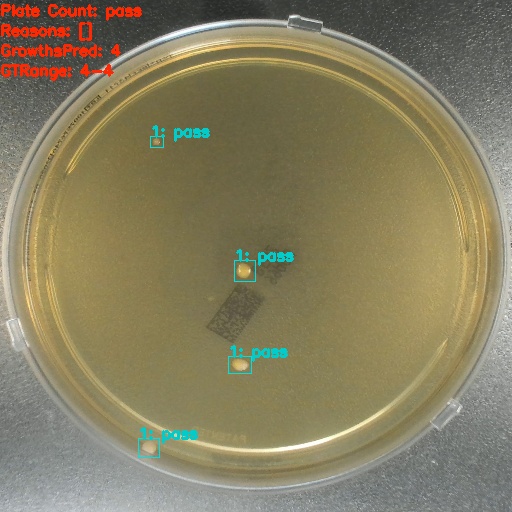 Plate Count: pass
Reasons: []
GrowthsPred: 4
GTRange: 4-4
1: pass
1: pass
1: pass
1: pass